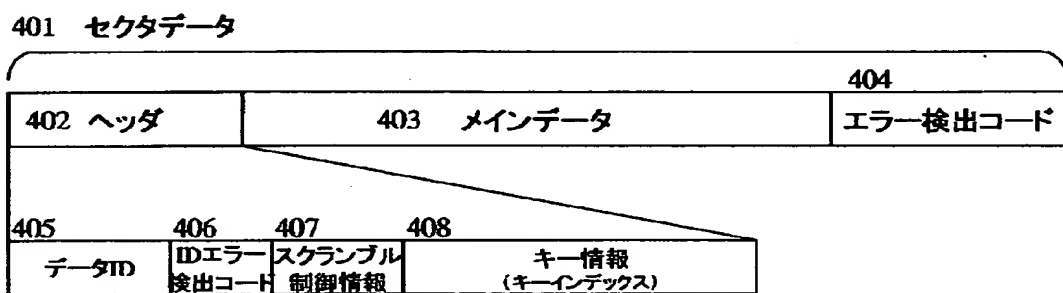 401 セクタデータ
404
402 ヘッダ
403 メインデータ
エラー検出コード
405
406
407
408
データID
IDエラー
検出コード
スクランブル
制御情報
キー情報
(キーインデックス)